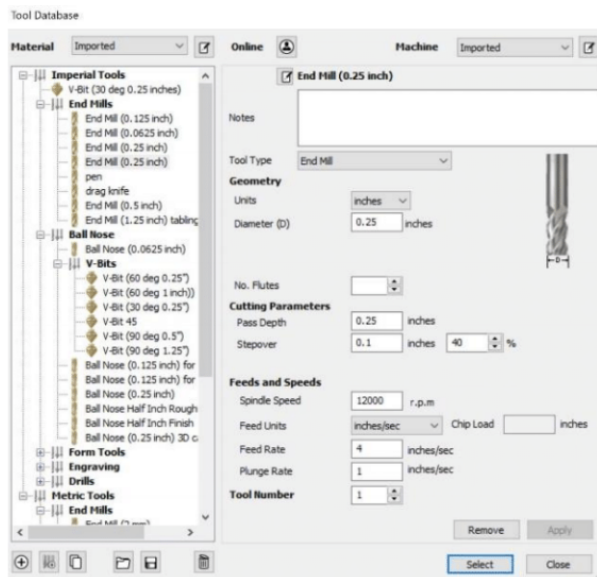 Tool Database
Material Imported Online Machine Imported
Imperial Tools
V-Bit (30 deg 0.25 inches)
End Mills
End Mill (0.125 inch)
End Mill (0.0625 inch)
End Mill (0.25 inch)
End Mill (0.25 inch)
pen
drag knife
End Mill (0.5 inch)
End Mill (1.25 inch) tabling
Ball Nose
Ball Nose (0.0625 inch)
V-Bits
V-Bit (60 deg 0.25")
V-Bit (60 deg 1 inch))
V-Bit (30 deg 0.25")
V-Bit 45
V-Bit (90 deg 0.5")
V-Bit (90 deg 1.25")
Ball Nose (0.125 inch) for
Ball Nose (0.125 inch) for
Ball Nose (0.25 inch)
Ball Nose Half Inch Rough
Ball Nose Half Inch Finish
Ball Nose (0.25 inch) 3D c
Form Tools
Engraving
Drills
Metric Tools
End Mills
End Mill (2 mm)
End Mill (0.25 inch)
Notes
Tool Type End Mill
Geometry
Units inches
Diameter (D) 0.25 inches
D
No. Flutes
Cutting Parameters
Pass Depth 0.25 inches
Stepover 0.1 inches 40 %
Feeds and Speeds
Spindle Speed 12000 r.p.m
Feed Units inches/sec Chip Load inches
Feed Rate 4 inches/sec
Plunge Rate 1 inches/sec
Tool Number 1
Remove Apply
Select Close